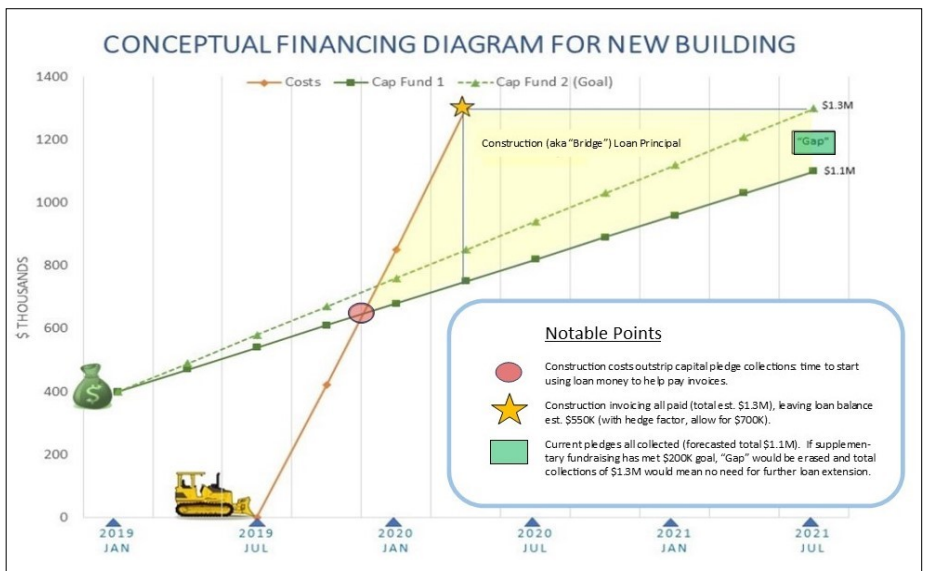 CONCEPTUAL FINANCING DIAGRAM FOR NEW BUILDING
Costs
Cap Fund 1
Cap Fund 2 (Goal)
$ THOUSANDS
1400
1200
1000
800
600
400
200
0
$
Construction (aka "Bridge") Loan Principal
$1.3M
"Gap"
$1.1M
Notable Points
Construction costs outstrip capital pledge collections: time to start
using loan money to help pay invoices.
Construction invoicing all paid (total est. $1.3M), leaving loan balance
est. $550K (with hedge factor, allow for $700K).
Current pledges all collected (forecasted total $1.1M).  If supplemen-
tary fundraising has met $200K goal, "Gap" would be erased and total
collections of $1.3M would mean no need for further loan extension.
2019
JAN
2019
JUL
2020
JAN
2020
JUL
2021
JAN
2021
JUL